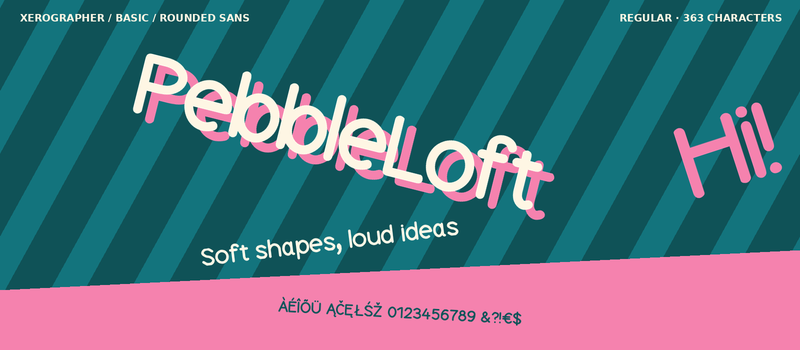 XEROGRAPHER / BASIC / ROUNDED SANS
REGULAR · 363 CHARACTERS
PebbleLoft
Hi!
Soft shapes, loud ideas
ÀÉÎÕÜ ĄČĘŁŚŽ 0123456789 &?!€$